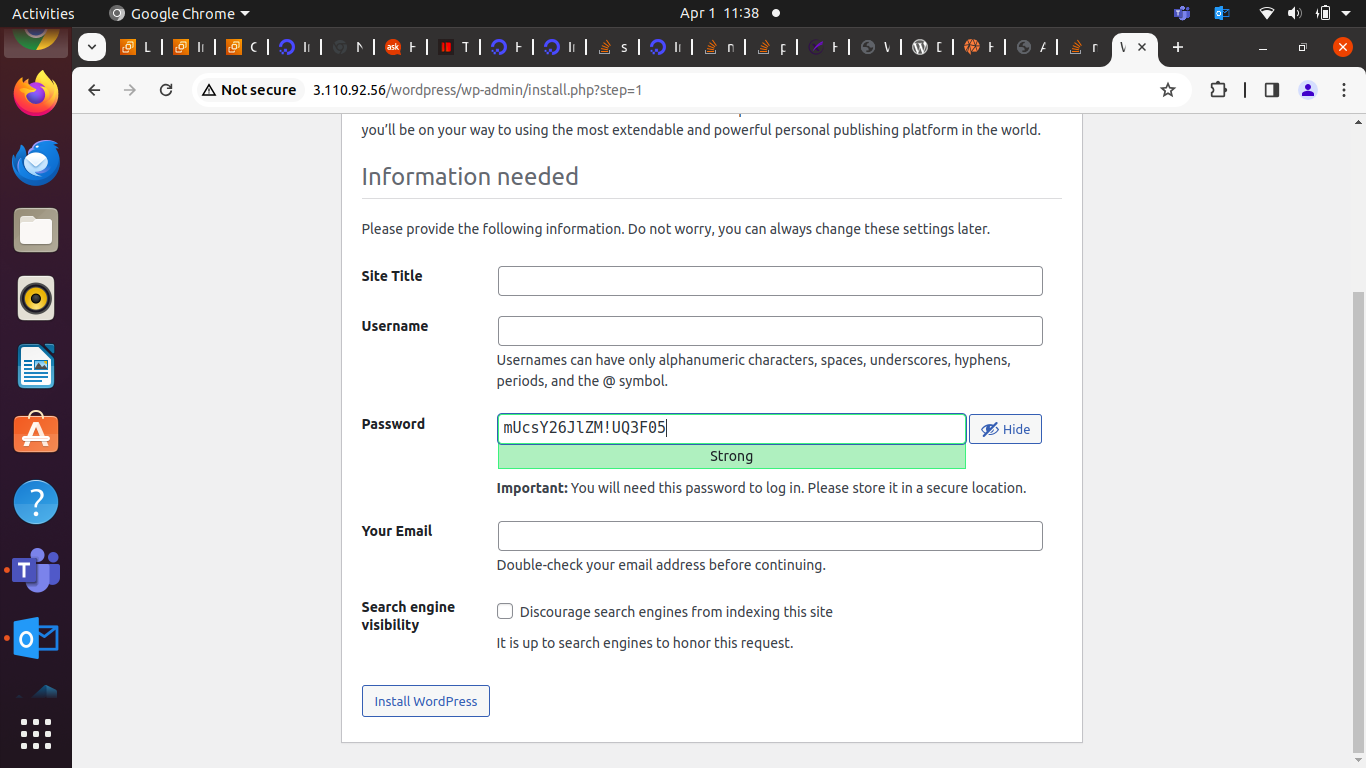 Activities Google Chrome Apr 1 11:38
L I C I N ask H T H I s I n p H W D H A r W
Not secure 3.110.92.56/wordpress/wp-admin/install.php?step=1
you’ll be on your way to using the most extendable and powerful personal publishing platform in the world.
Information needed
Please provide the following information. Do not worry, you can always change these settings later.
Site Title
Username
Usernames can have only alphanumeric characters, spaces, underscores, hyphens,
periods, and the @ symbol.
Password mUcsY26JlZM!UQ3F05 Hide
Strong
Important: You will need this password to log in. Please store it in a secure location.
Your Email
Double-check your email address before continuing.
Search engine
visibility
Discourage search engines from indexing this site
It is up to search engines to honor this request.
Install WordPress